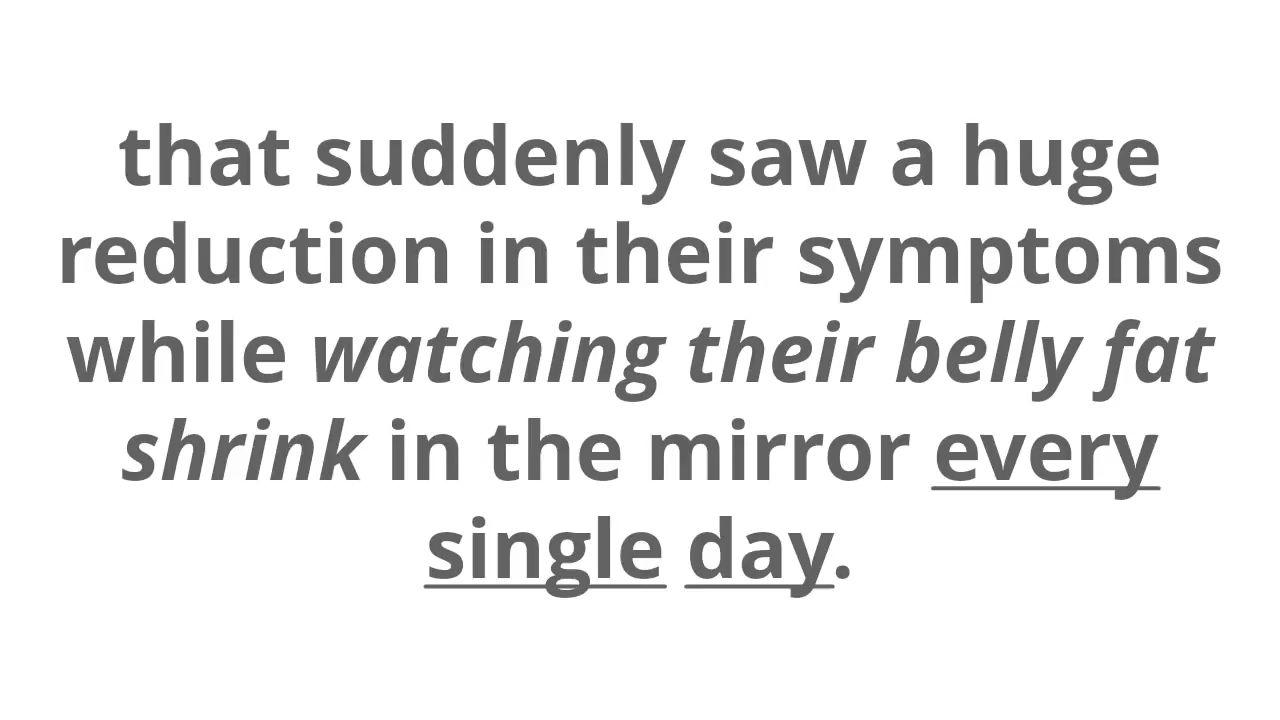 that suddenly saw a huge
reduction in their symptoms
while watching their belly fat
shrink in the mirror every
single day.